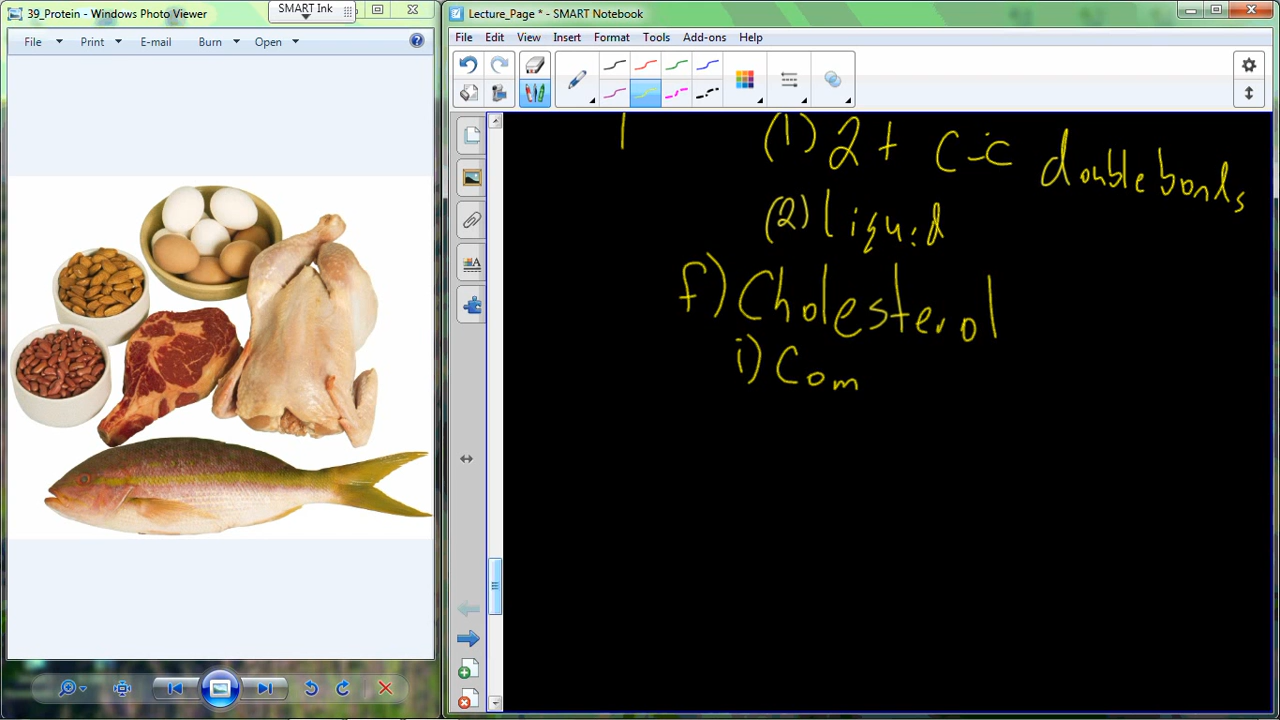 39_Protein - Windows Photo Viewer
SMART Ink
File Print E-mail Burn Open
Lecture_Page * - SMART Notebook
File Edit View Insert Format Tools Add-ons Help
(1) 2+ C=C double bonds
(2) liquid
f) Cholesterol
i) Com